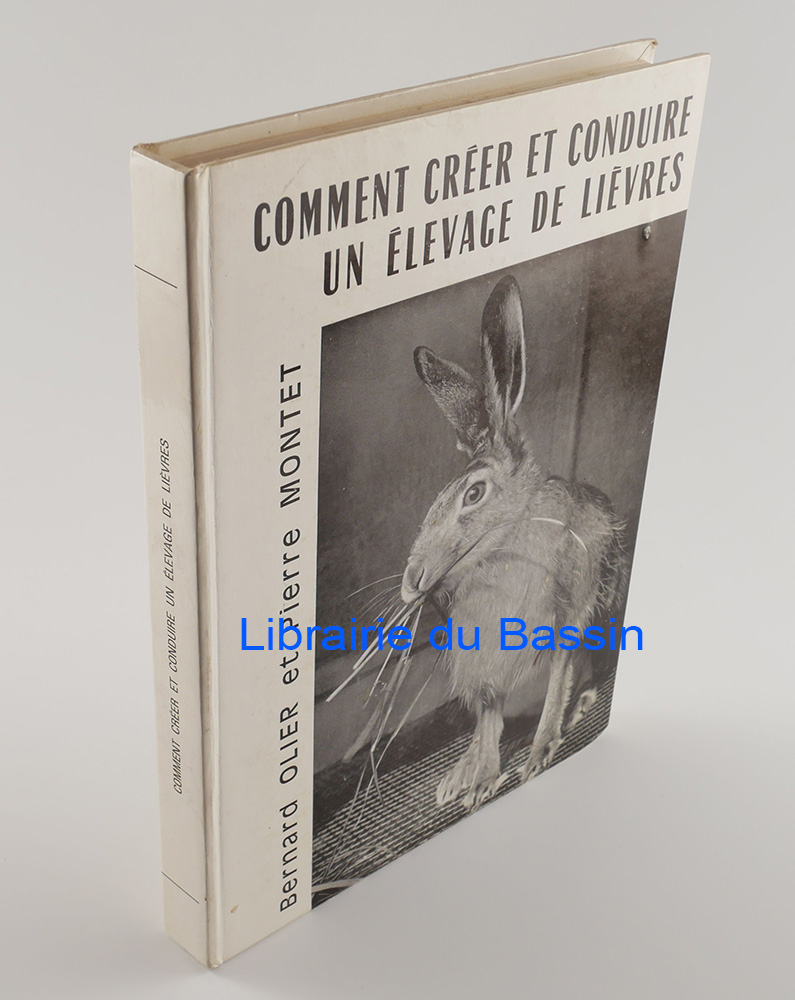 COMMENT CRÉER ET CONDUIRE
UN ÉLEVAGE DE LIÈVRES
Bernard OLIER et Pierre MONTET
COMMENT CRÉER ET CONDUIRE UN ÉLEVAGE DE LIÈVRES
Librairie du Bassin